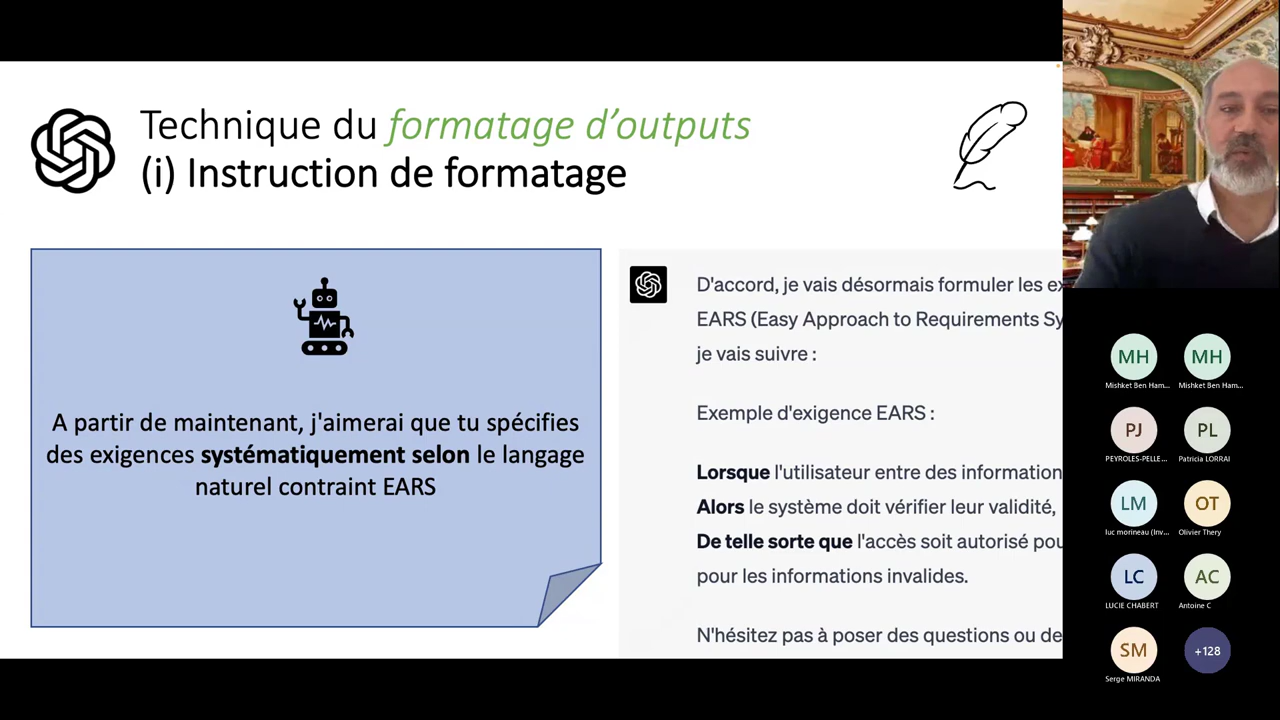 Technique du formatage d’outputs
(i) Instruction de formatage
A partir de maintenant, j'aimerai que tu spécifies
des exigences systématiquement selon le langage
naturel contraint EARS
D'accord, je vais désormais formuler les ex
EARS (Easy Approach to Requirements Sy
je vais suivre :
Exemple d'exigence EARS :
Lorsque l'utilisateur entre des information
Alors le système doit vérifier leur validité,
De telle sorte que l'accès soit autorisé pou
pour les informations invalides.
N'hésitez pas à poser des questions ou de
MH
MH
Mishket Ben Ham...
Mishket Ben Ham...
PJ
PL
PEYROLES-PELLE...
Patricia LORRAI
LM
OT
luc morineau (Inv...
Olivier Thery
LC
AC
LUCIE CHABERT
Antoine C
SM
+128
Serge MIRANDA